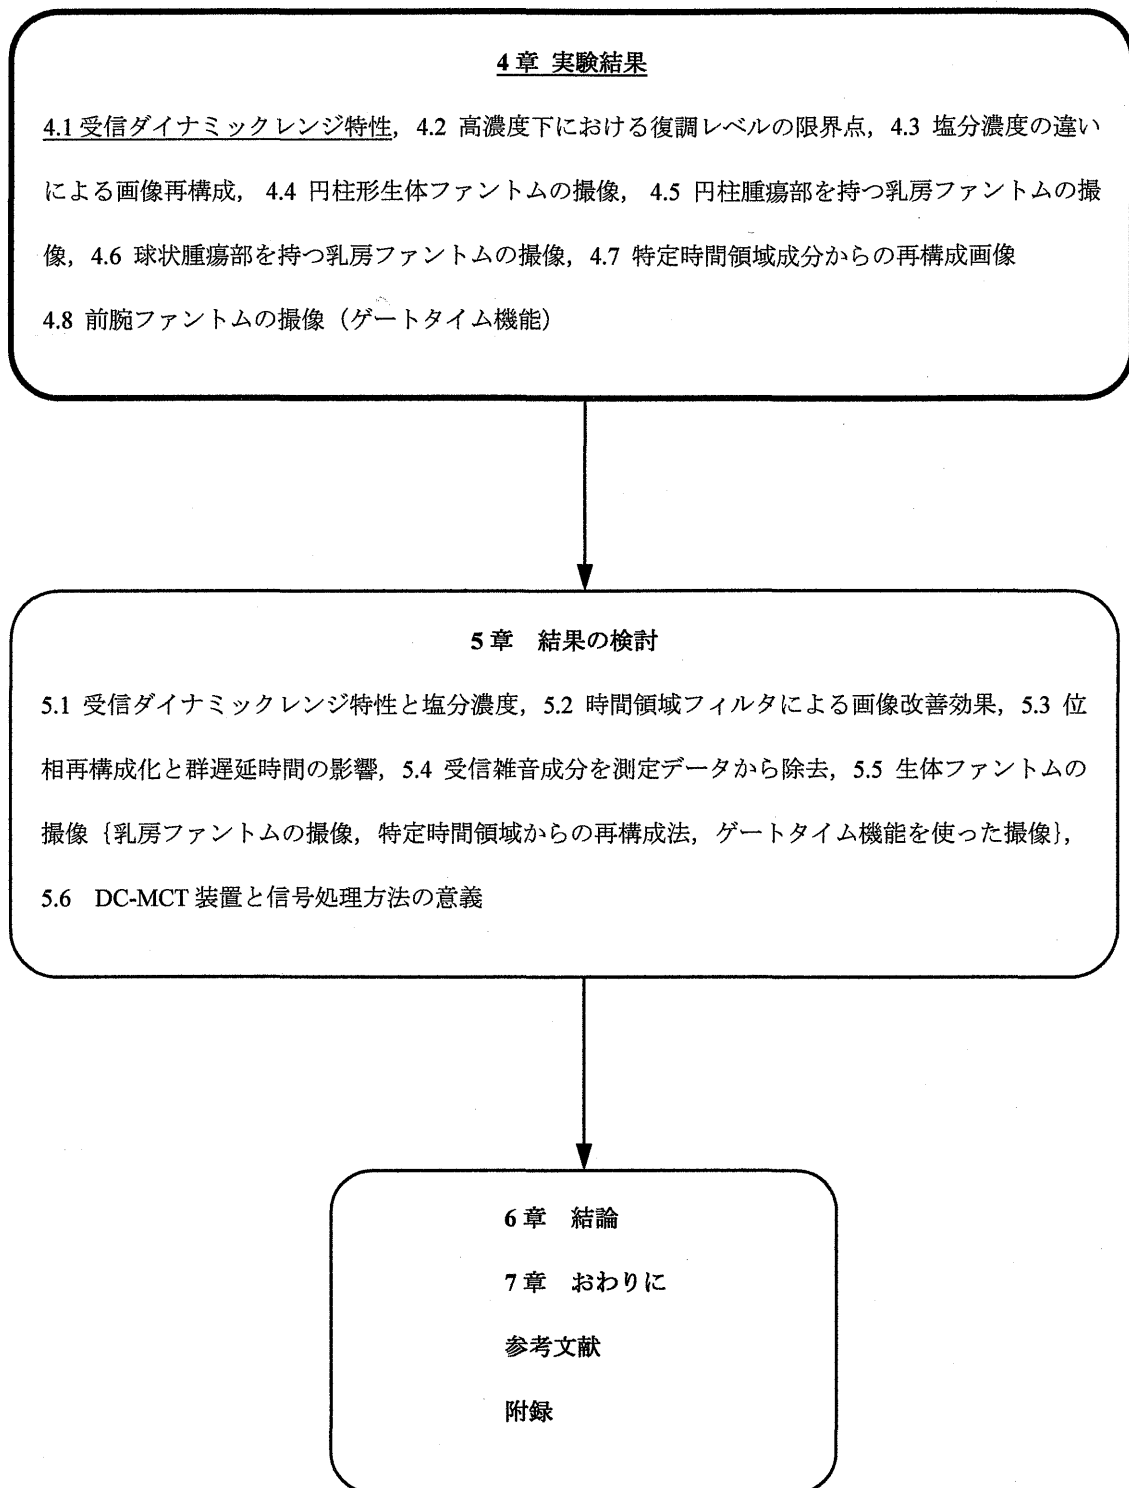 4章 実験結果
4.1 受信ダイナミックレンジ特性，4.2 高濃度下における復調レベルの限界点，4.3 塩分濃度の違い
による画像再構成，4.4 円柱形生体ファントムの撮像，4.5 円柱腫瘍部を持つ乳房ファントムの撮
像，4.6 球状腫瘍部を持つ乳房ファントムの撮像，4.7 特定時間領域成分からの再構成画像
4.8 前腕ファントムの撮像（ゲートタイム機能）
5章 結果の検討
5.1 受信ダイナミックレンジ特性と塩分濃度，5.2 時間領域フィルタによる画像改善効果，5.3 位
相再構成化と群遅延時間の影響，5.4 受信雑音成分を測定データから除去，5.5 生体ファントムの
撮像｛乳房ファントムの撮像，特定時間領域からの再構成法，ゲートタイム機能を使った撮像｝，
5.6 DC-MCT 装置と信号処理方法の意義
6章 結論
7章 おわりに
参考文献
附録